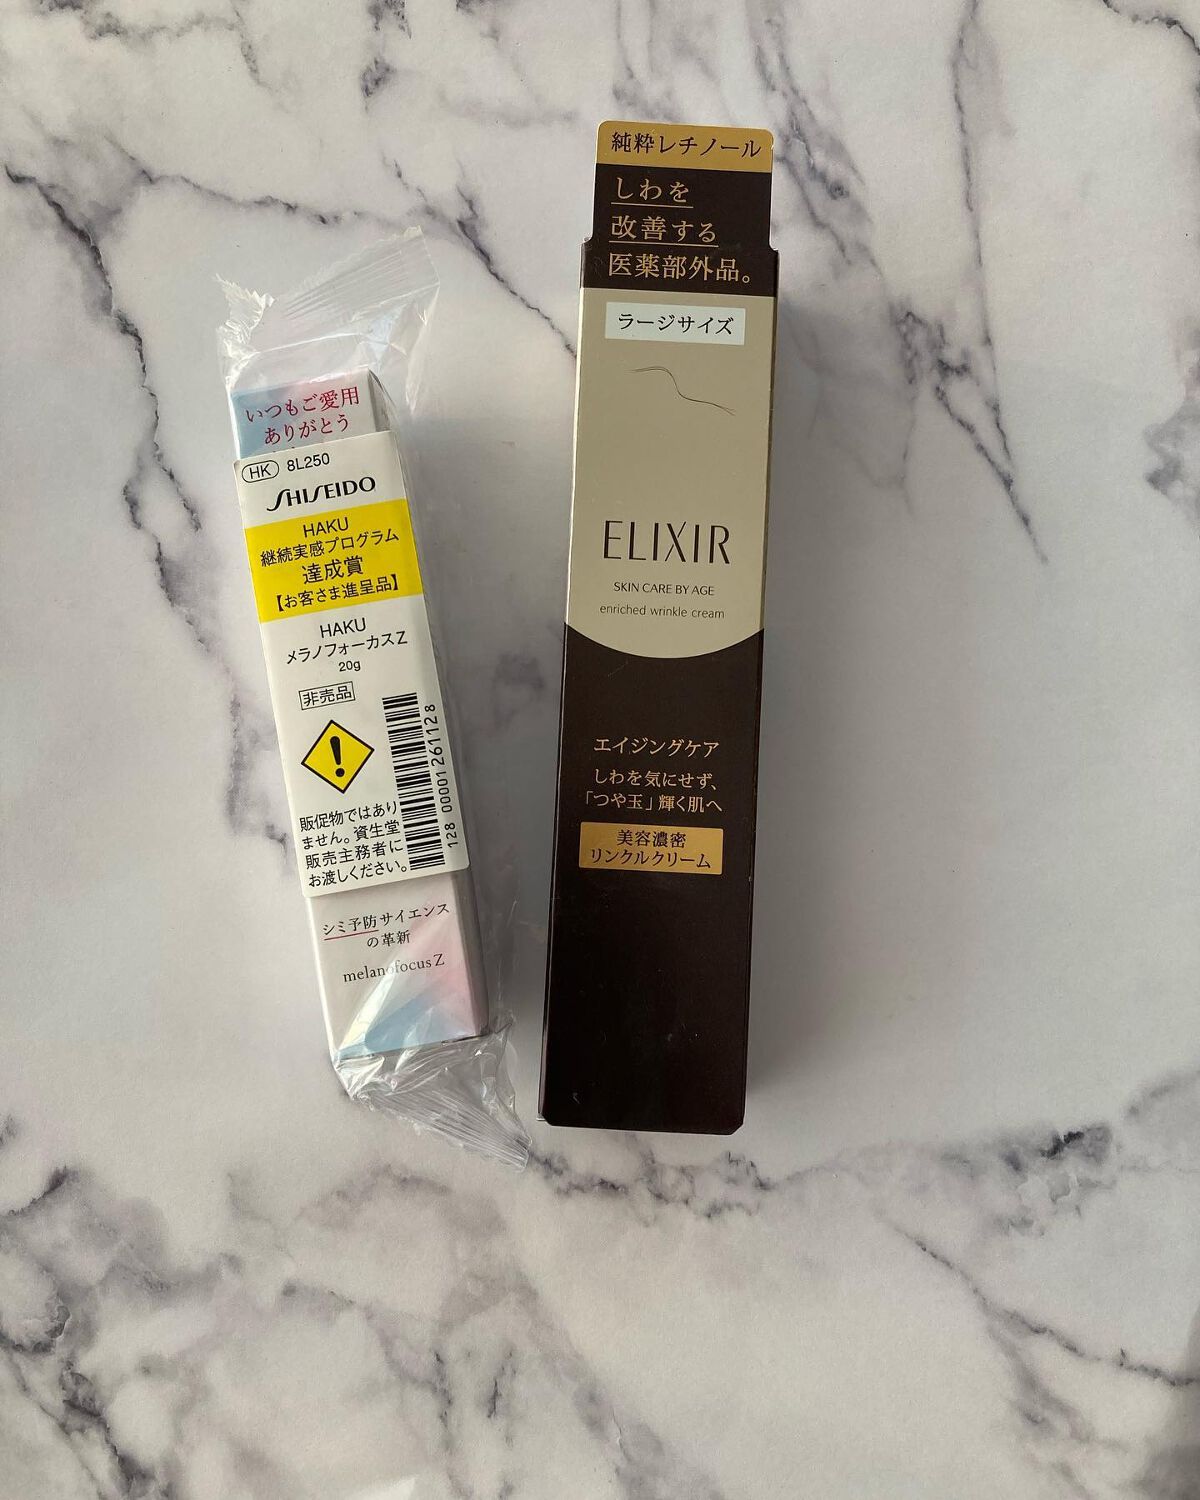 いつもご愛用
ありがとう
HK 8L250
SHISEIDO
HAKU
継続実感プログラム
達成賞
【お客さま進呈品】
HAKU
メラノフォーカスZ
20g
非売品
販促物ではあり
ません。資生堂
販売主務者に
お渡しください。
128 00001261128
シミ予防サイエンス
の革新
melanofocus Z
純粋レチノール
しわを
改善する
医薬部外品。
ラージサイズ
ELIXIR
SKIN CARE BY AGE
enriched wrinkle cream
エイジングケア
しわを気にせず、
「つや玉」輝く肌へ
美容濃密
リンクルクリーム